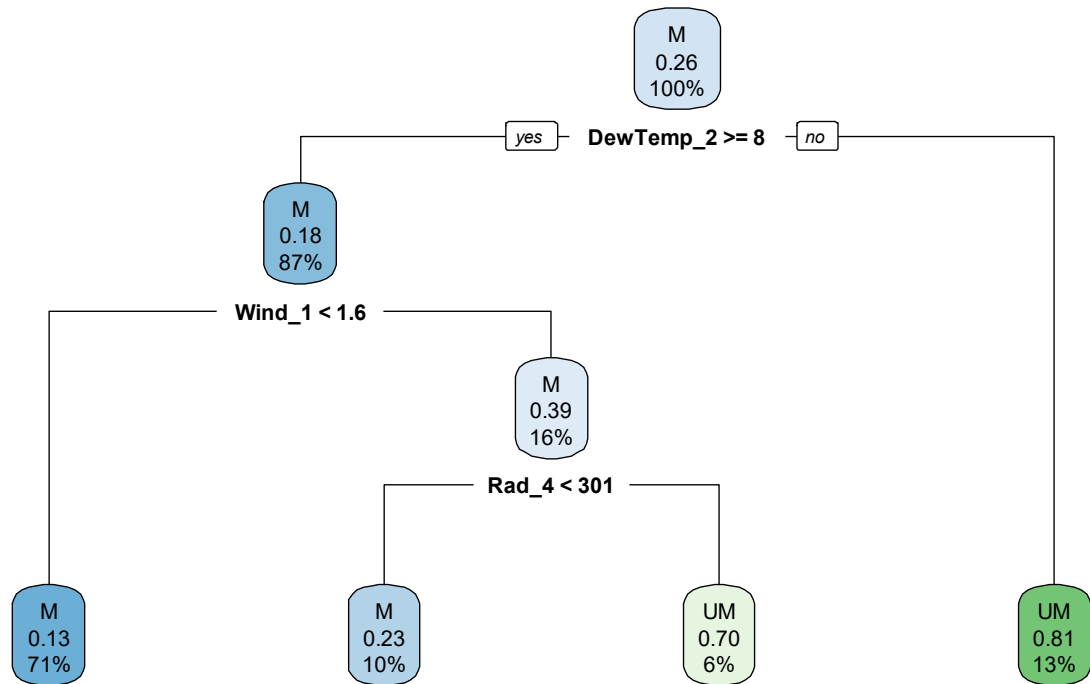 M
0.26
100%
yes
DewTemp_2 >= 8
no
M
0.18
87%
Wind_1 < 1.6
M
0.39
16%
Rad_4 < 301
M
0.13
71%
M
0.23
10%
UM
0.70
6%
UM
0.81
13%